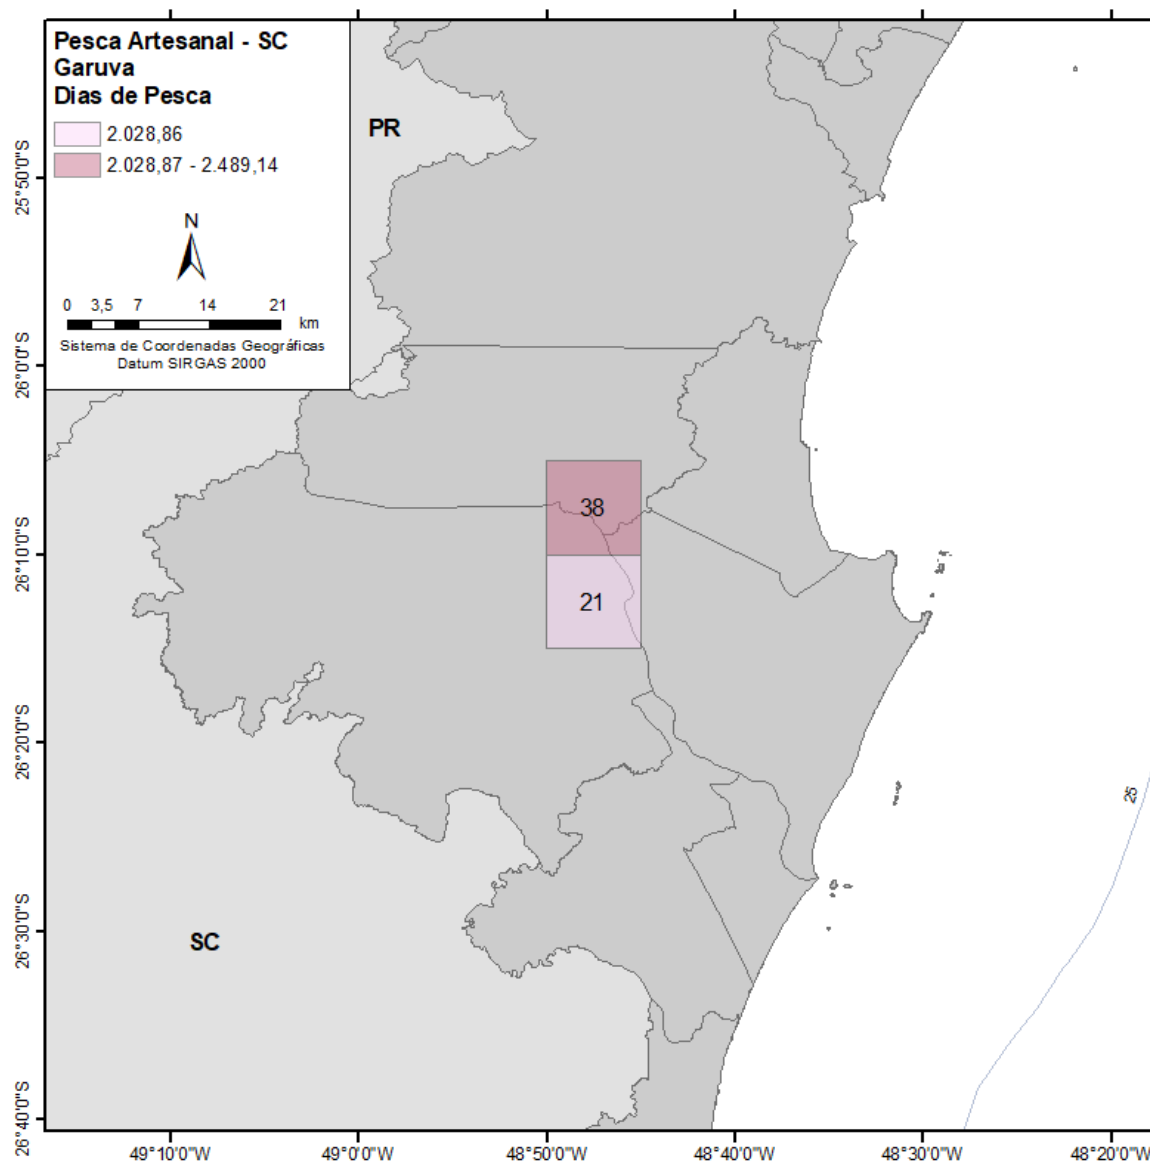 Pesca Artesanal - SC
Garuva
Dias de Pesca
2.028,86
2.028,87 - 2.489,14
N
0 3,5 7 14 21
km
Sistema de Coordenadas Geográficas
Datum SIRGAS 2000
PR
38
21
SC
25
25°50'0"S
26°0'0"S
26°10'0"S
26°20'0"S
26°30'0"S
26°40'0"S
49°10'0"W 49°0'0"W 48°50'0"W 48°40'0"W 48°30'0"W 48°20'0"W